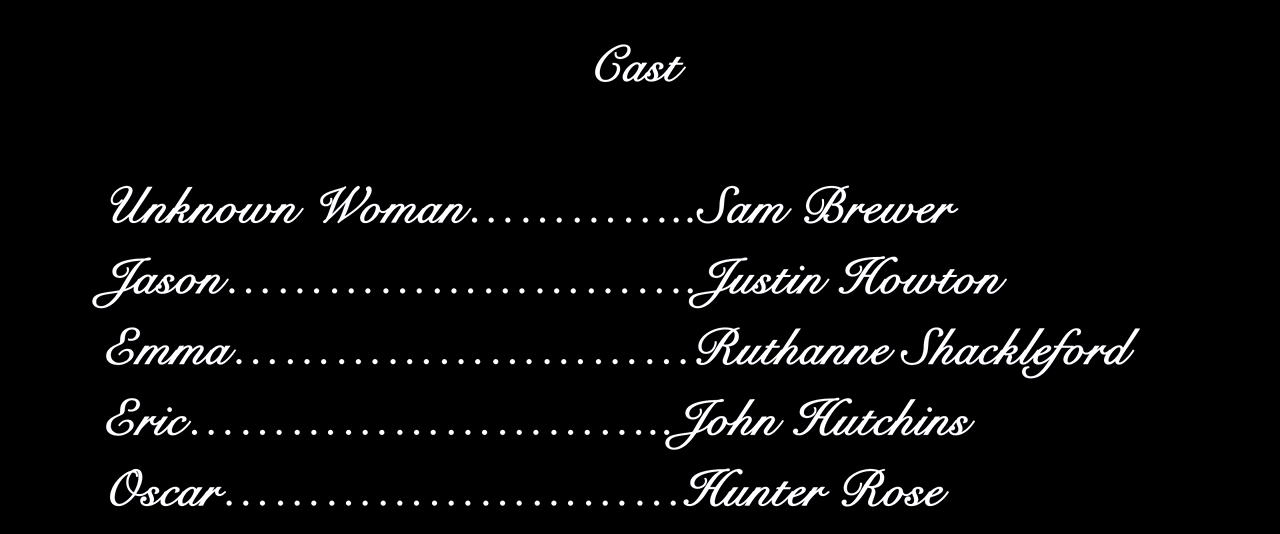 Cast
Unknown Woman…………..Sam Brewer
Jason……………………….Justin Howton
Emma………………………Ruthanne Shackleford
Eric………………………..John Hutchins
Oscar………………………Hunter Rose